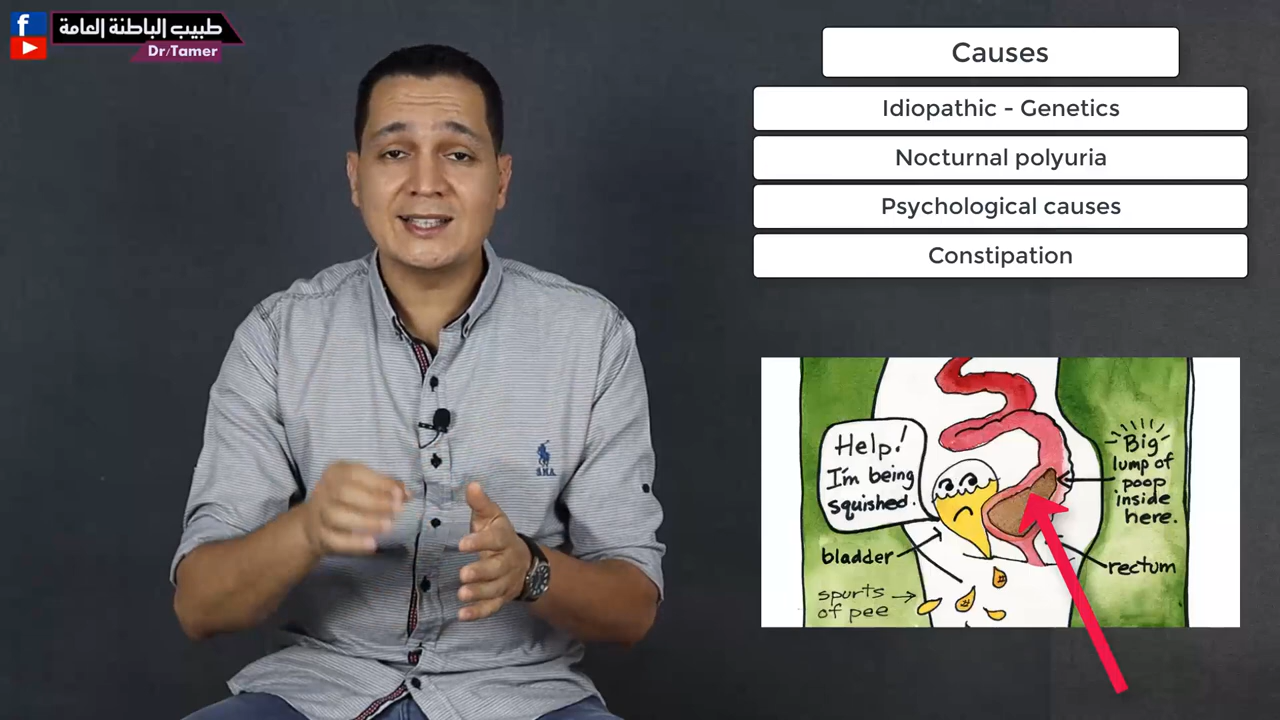 طبيب الباطنة العامة
Dr/Tamer
Causes
Idiopathic - Genetics
Nocturnal polyuria
Psychological causes
Constipation
Help!
I'm being
squished.
Big
lump of
poop
inside
here.
bladder
rectum
spurts
of pee
S.H.A.